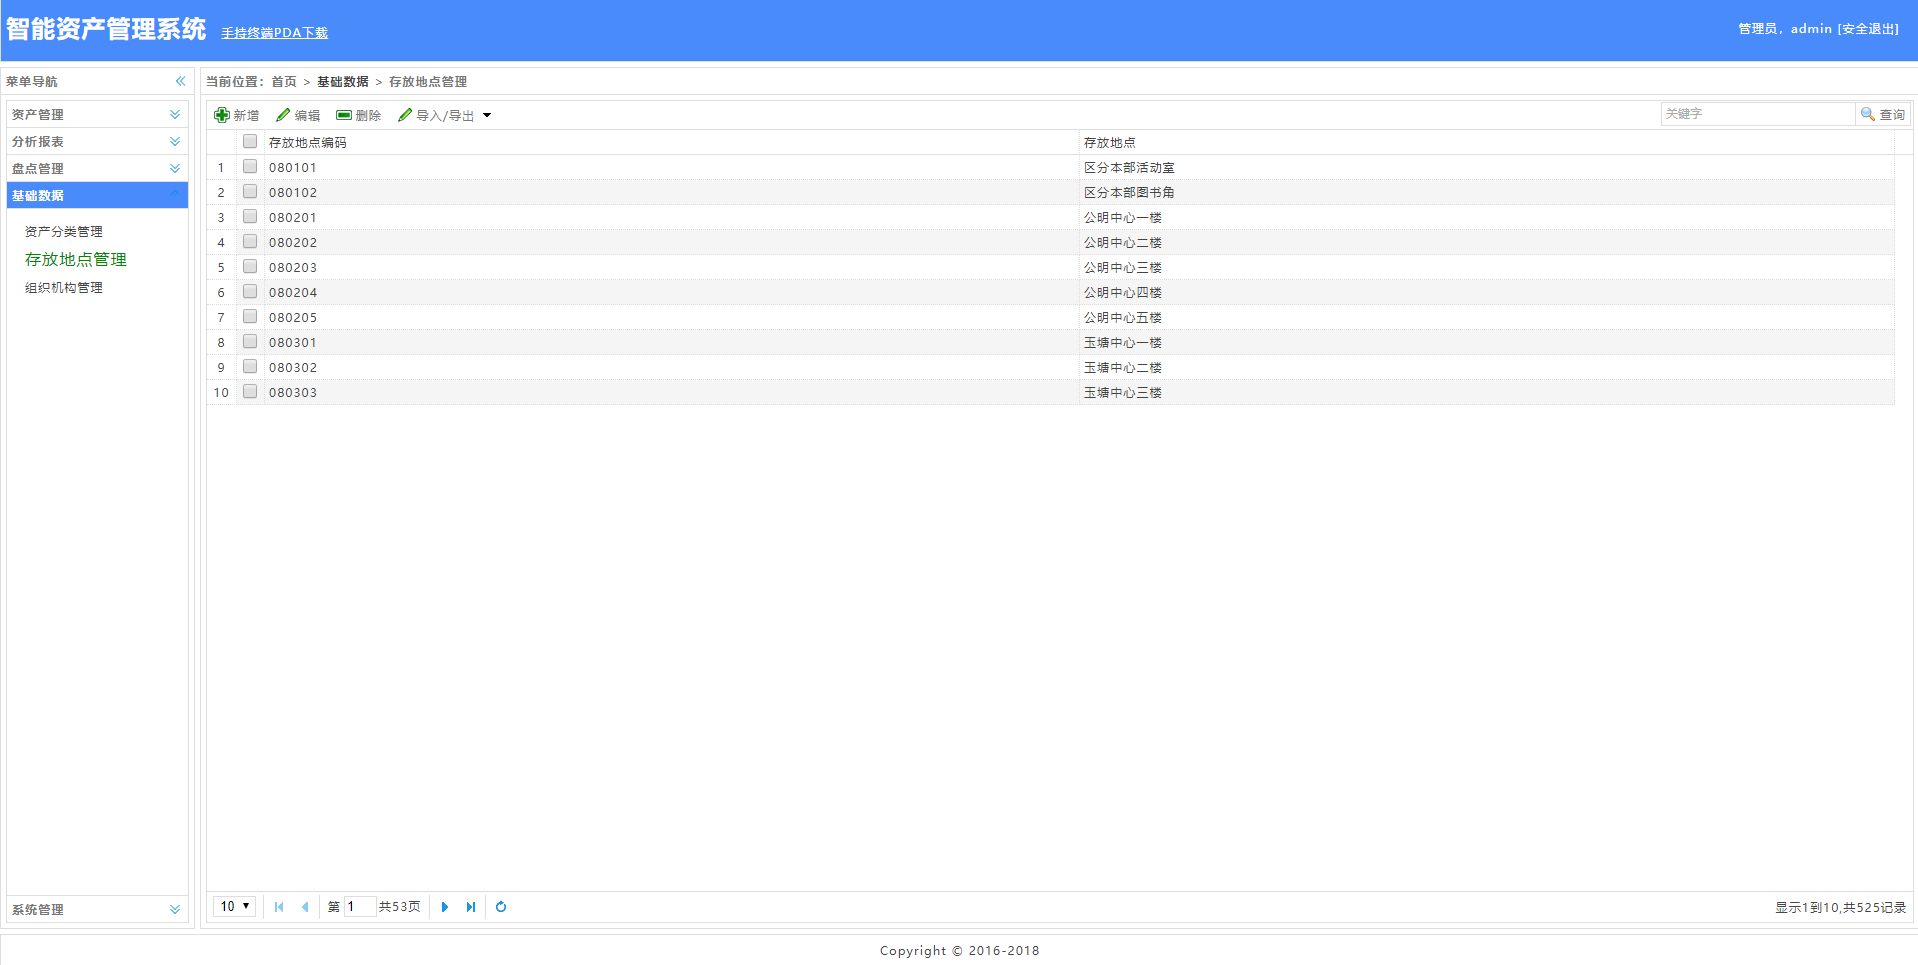 智能资产管理系统 手持终端PDA下载 管理员，admin [安全退出]
菜单导航
资产管理
分析报表
盘点管理
基础数据
资产分类管理
存放地点管理
组织机构管理
系统管理
当前位置：首页 > 基础数据 > 存放地点管理
新增 编辑 删除 导入/导出 关键字 查询
存放地点编码 存放地点
1 080101 区分本部活动室
2 080102 区分本部图书角
3 080201 公明中心一楼
4 080202 公明中心二楼
5 080203 公明中心三楼
6 080204 公明中心四楼
7 080205 公明中心五楼
8 080301 玉塘中心一楼
9 080302 玉塘中心二楼
10 080303 玉塘中心三楼
10 第 1 共53页 显示1到10,共525记录
Copyright © 2016-2018